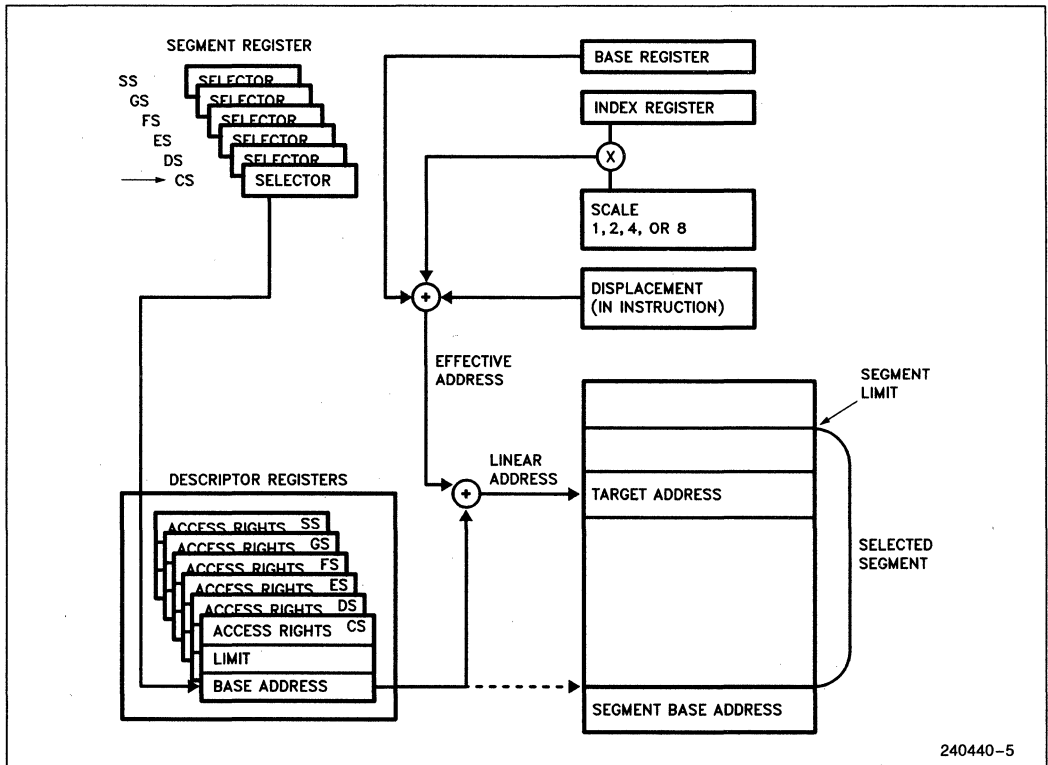 SEGMENT REGISTER
SS
GS
FS
ES
DS
CS
SELECTOR
SELECTOR
SELECTOR
SELECTOR
SELECTOR
SELECTOR
BASE REGISTER
INDEX REGISTER
X
SCALE
1, 2, 4, OR 8
DISPLACEMENT
(IN INSTRUCTION)
+
EFFECTIVE
ADDRESS
SEGMENT
LIMIT
LINEAR
ADDRESS
+
TARGET ADDRESS
SELECTED
SEGMENT
DESCRIPTOR REGISTERS
ACCESS RIGHTS SS
ACCESS RIGHTS GS
ACCESS RIGHTS FS
ACCESS RIGHTS ES
ACCESS RIGHTS DS
ACCESS RIGHTS CS
LIMIT
BASE ADDRESS
SEGMENT BASE ADDRESS
240440-5